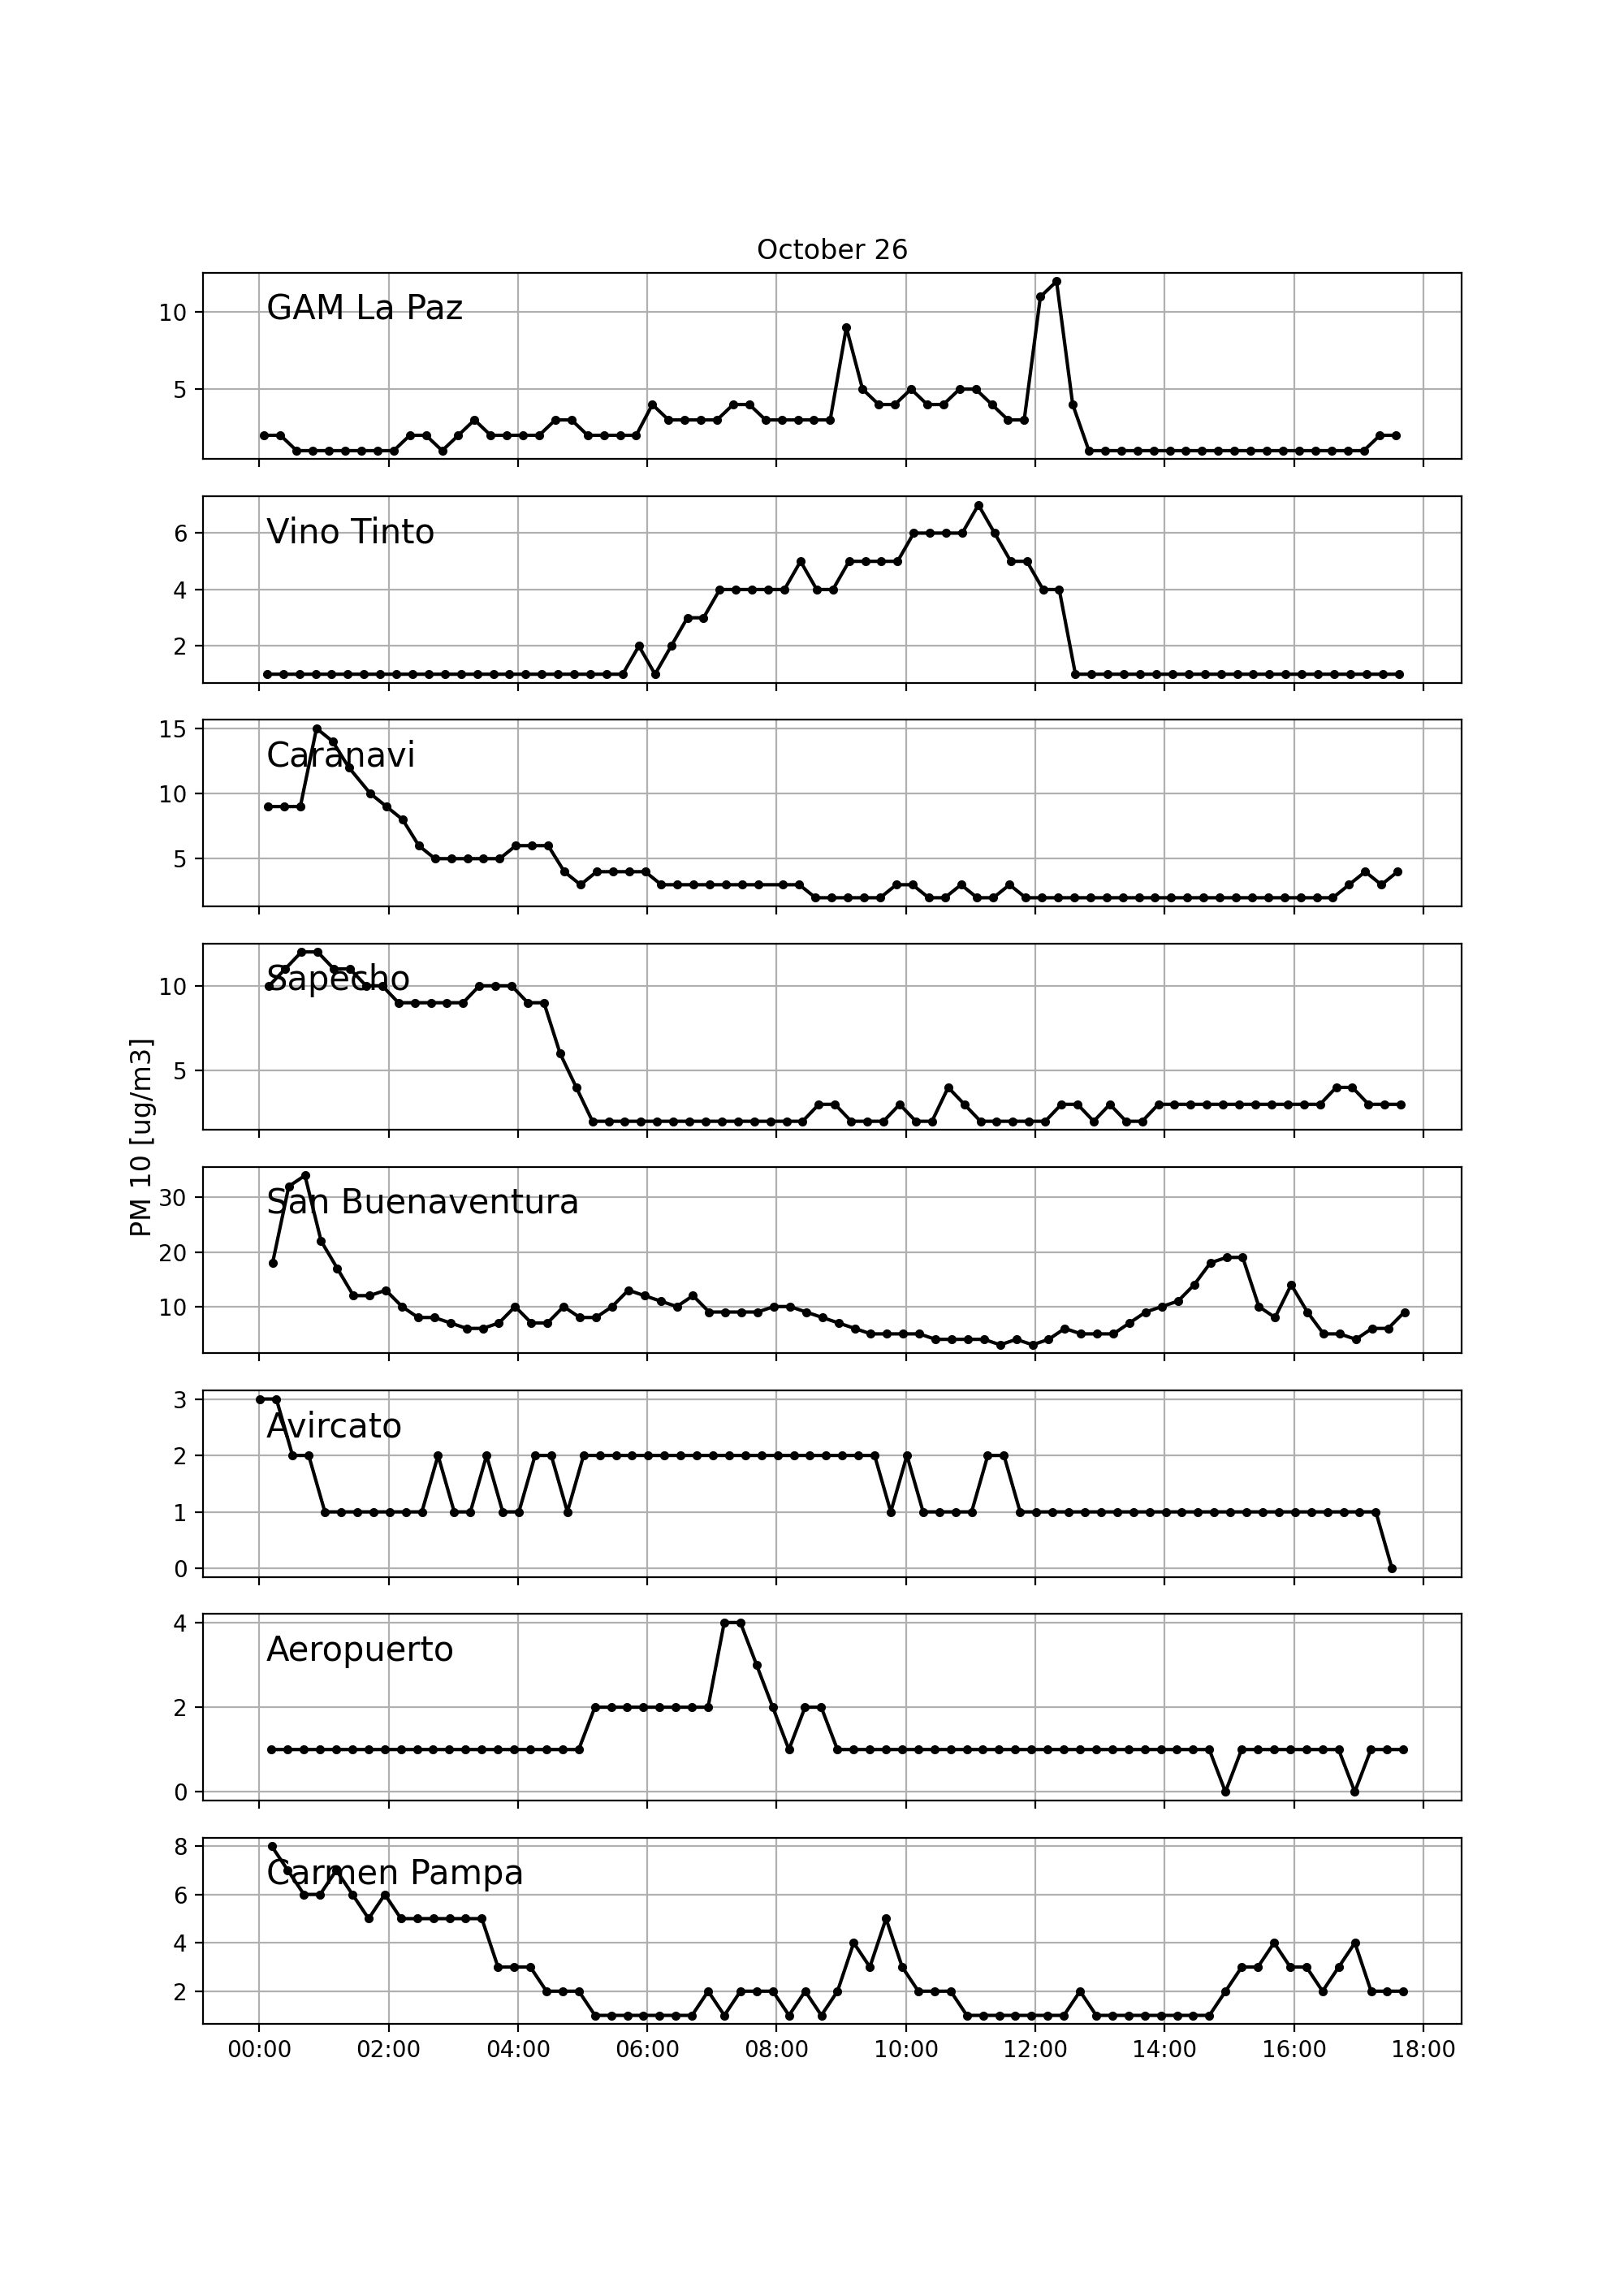 October 26
GAM La Paz
10
5
Vino Tinto
6
4
2
Caranavi
15
10
5
Sapecho
10
5
PM 10 [ug/m3]
San Buenaventura
30
20
10
Avircato
3
2
1
0
Aeropuerto
4
2
0
Carmen Pampa
8
6
4
2
00:00 02:00 04:00 06:00 08:00 10:00 12:00 14:00 16:00 18:00